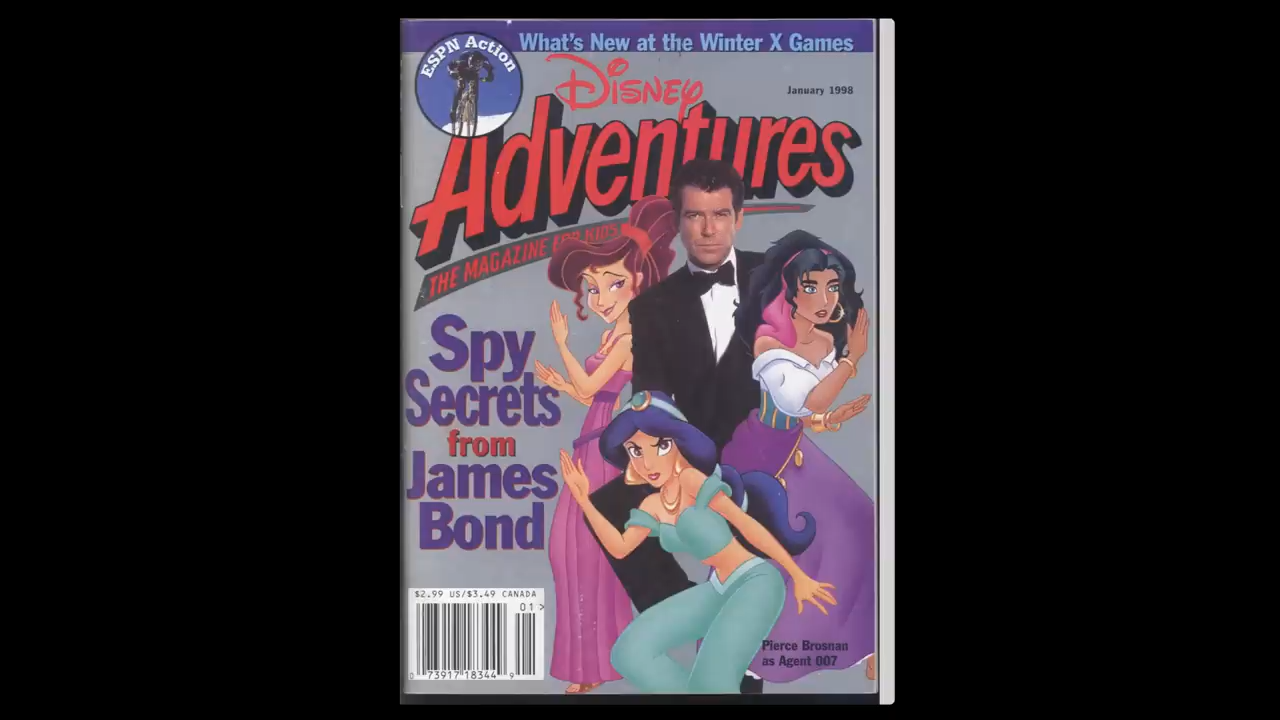 What's New at the Winter X Games
ESPN Action
Disney
January 1998
Adventures
THE MAGAZINE FOR KIDS
Spy
Secrets
from
James
Bond
$2.99 US/$3.49 CANADA
01>
0 73917 18344 9
Pierce Brosnan
as Agent 007